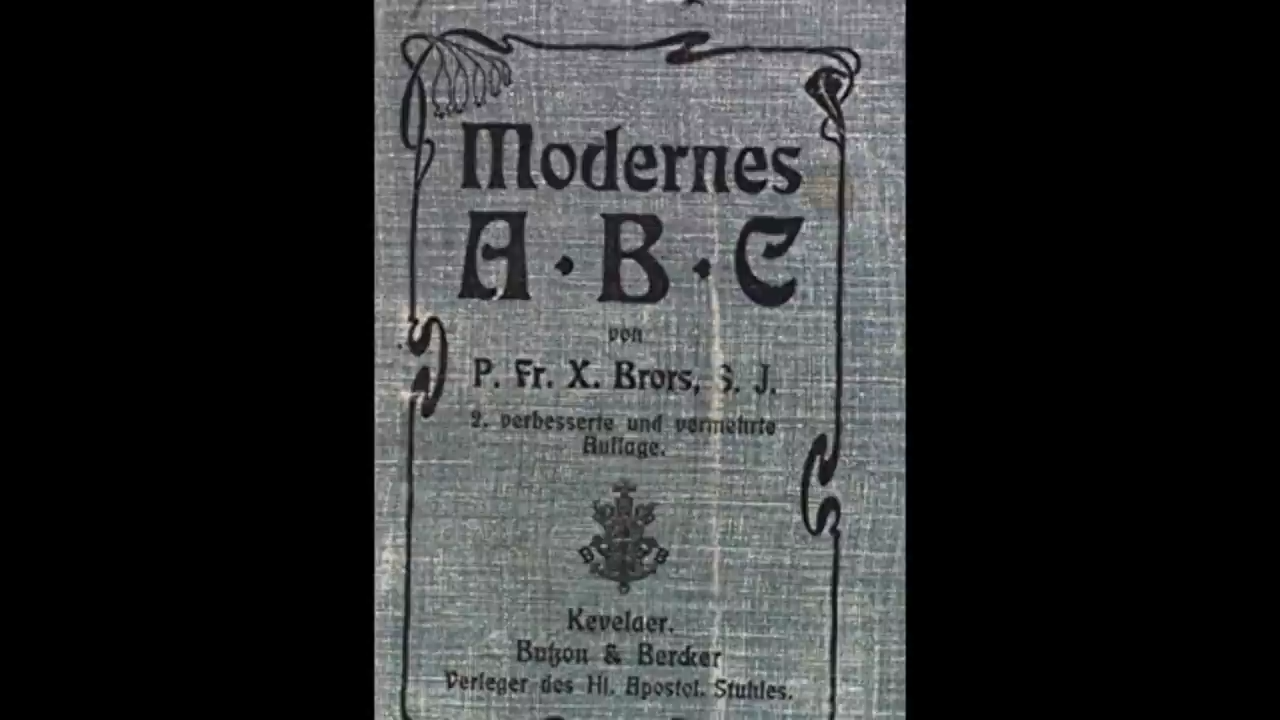 Modernes
A · B · C
von
P. Fr. X. Brors, S. J.
2. verbesserte und vermehrte
Auflage.
B B
Kevelaer.
Butzon & Bercker
Verleger des Hl. Apostol. Stuhles.